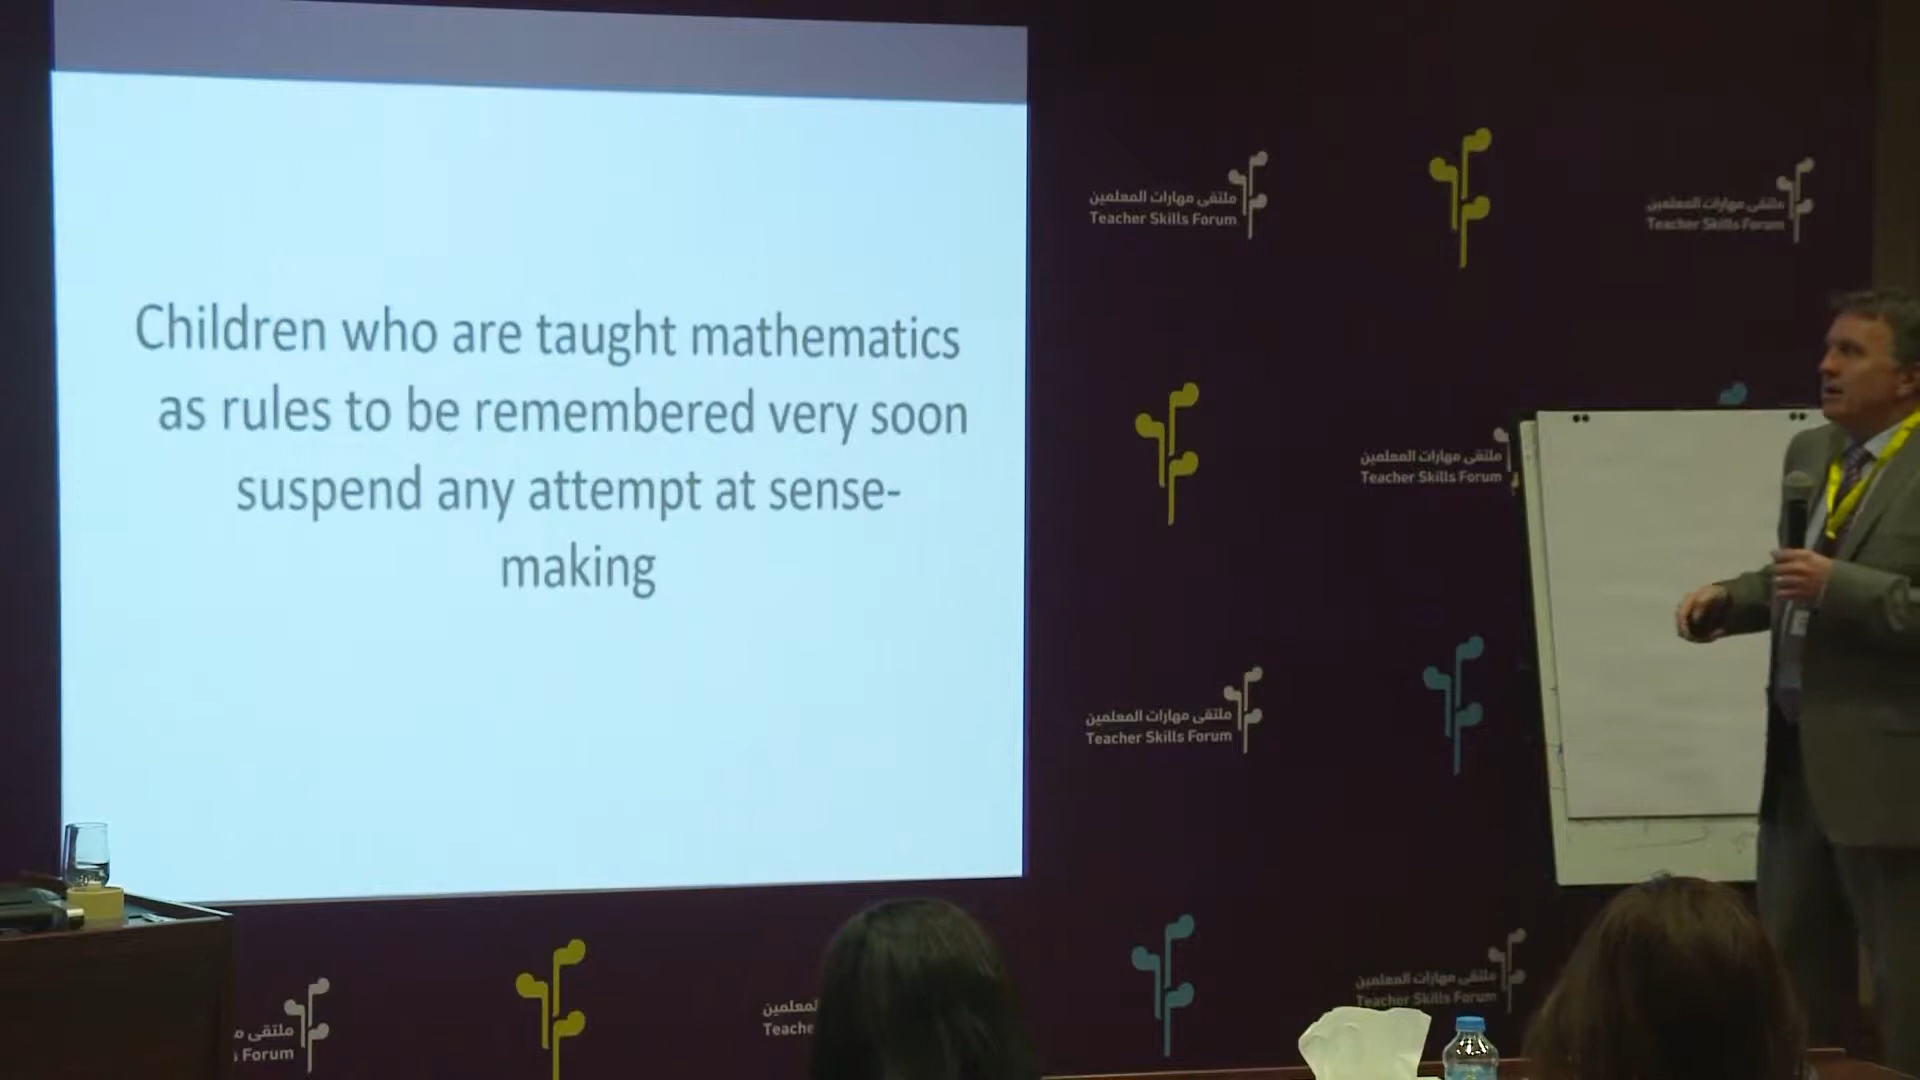 Children who are taught mathematics
as rules to be remembered very soon
suspend any attempt at sense-
making
ملتقى مهارات المعلمين
Teacher Skills Forum
ملتقى مهارات المعلمين
Teacher Skills Forum
ملتقى مهارات المعلمين
Teacher Skills Forum
ملتقى مهارات المعلمين
Teacher Skills Forum
ملتقى مهارات المعلمين
Teacher Skills Forum
ملتقى
Forum